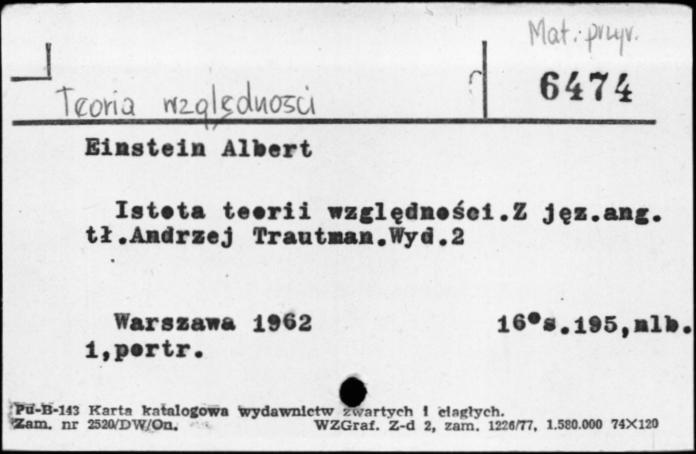 Mat. przyr.
6474
Teoria względności
Einstein Albert
Istota teorii względności.Z jęz.ang.
tł.Andrzej Trautman.Wyd.2
Warszawa 1962 16°s.195,nlb.
1,portr.
Pu-B-143 Karta katalogowa wydawnictw zwartych i ciągłych.
Zam. nr 2520/DW/On. WZGraf. Z-d 2, zam. 1226/77, 1.580.000 74X120